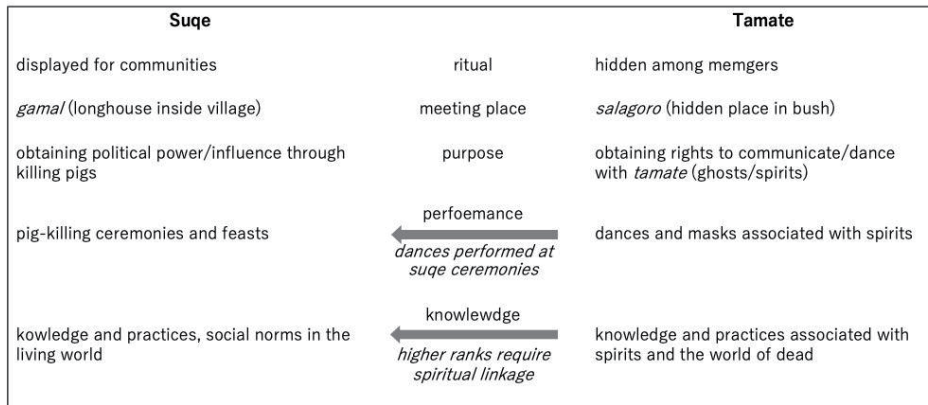 Suqe Tamate
displayed for communities ritual hidden among memgers
gamal (longhouse inside village) meeting place salagoro (hidden place in bush)
obtaining political power/influence through purpose obtaining rights to communicate/dance
killing pigs with tamate (ghosts/spirits)
perfoemance
pig-killing ceremonies and feasts dances and masks associated with spirits
dances performed at
suqe ceremonies
knowlewdge
kowledge and practices, social norms in the knowledge and practices associated with
living world higher ranks require spirits and the world of dead
spiritual linkage